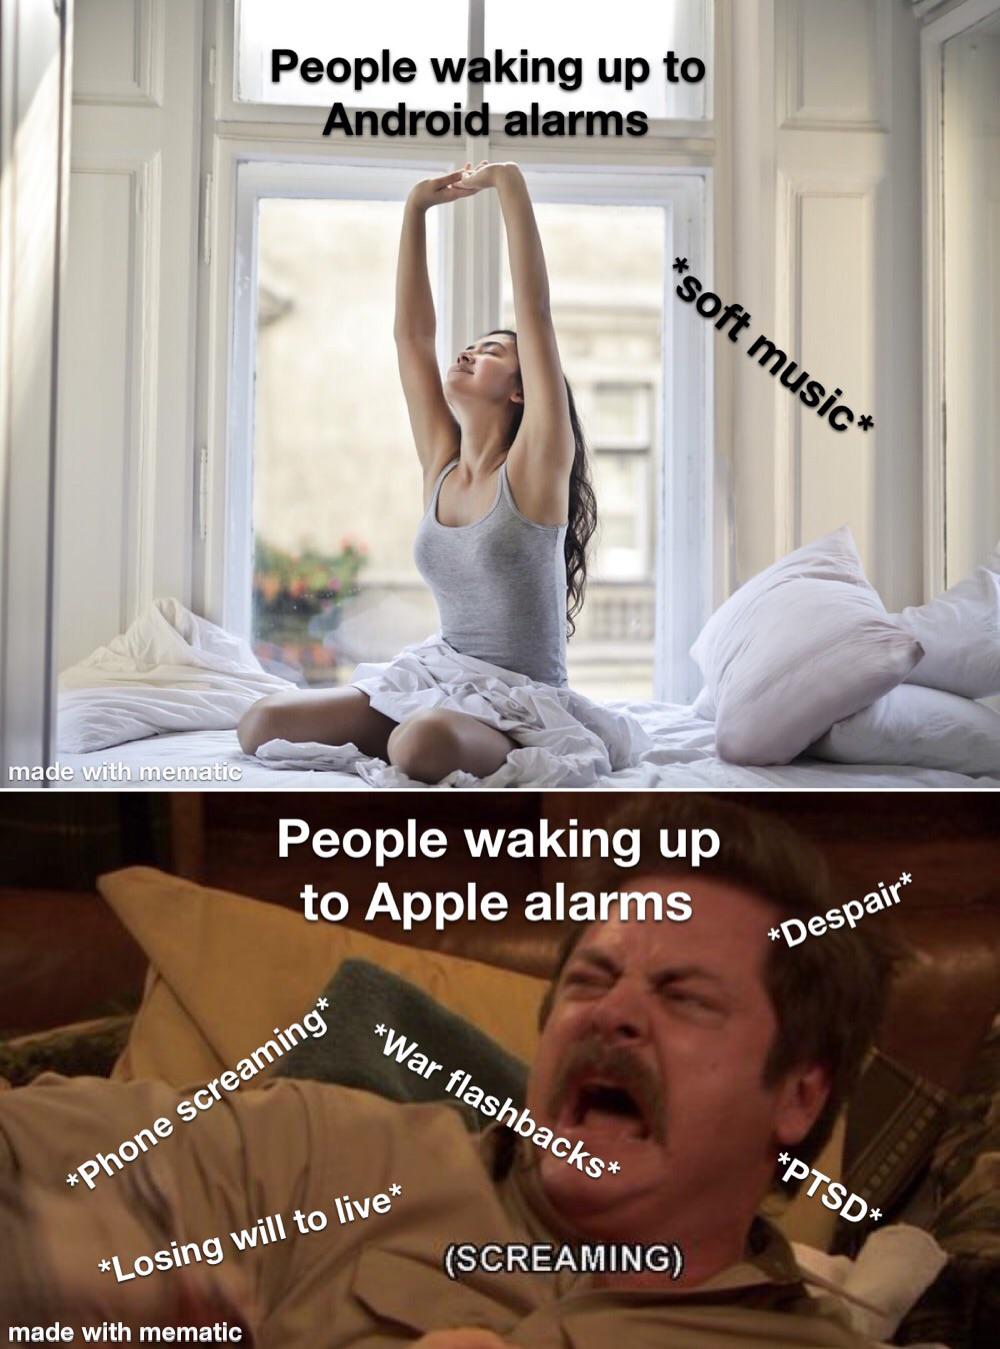 People waking up to
Android alarms
*soft music*
made with mematic
People waking up
to Apple alarms
*Despair*
*Phone screaming*
*War flashbacks*
*PTSD*
*Losing will to live*
(SCREAMING)
made with mematic